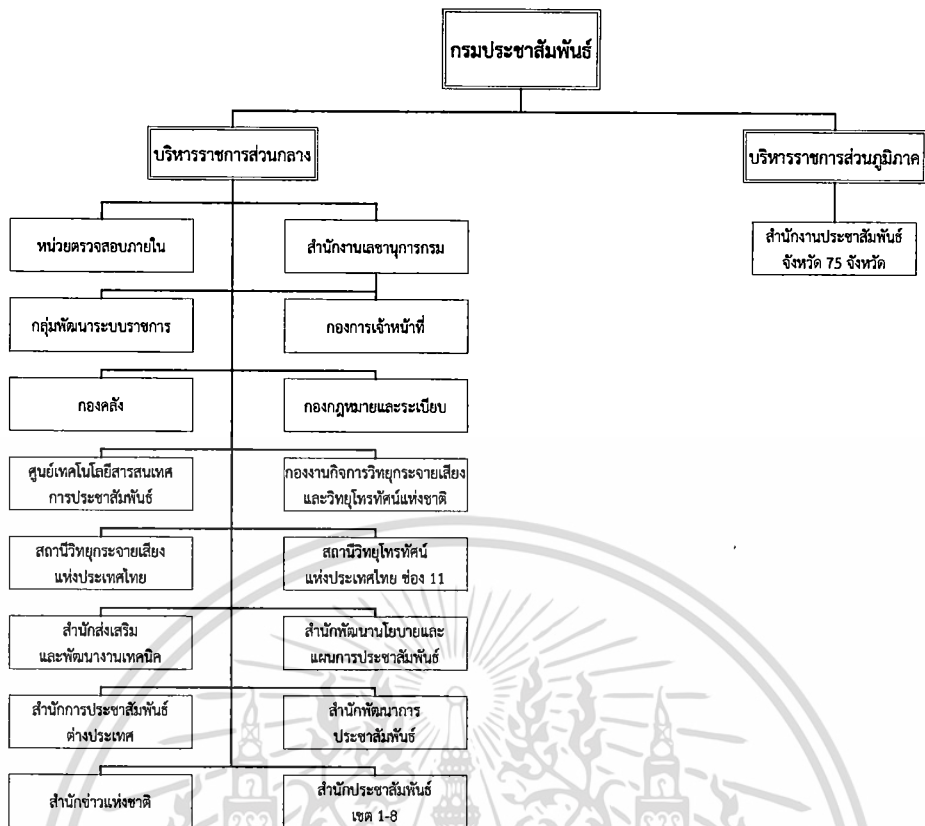 กรมประชาสัมพันธ์
บริหารราชการส่วนกลาง
บริหารราชการส่วนภูมิภาค
หน่วยตรวจสอบภายใน
สำนักงานเลขานุการกรม
สำนักงานประชาสัมพันธ์
จังหวัด 75 จังหวัด
กลุ่มพัฒนาระบบราชการ
กองการเจ้าหน้าที่
กองคลัง
กองกฎหมายและระเบียบ
ศูนย์เทคโนโลยีสารสนเทศ
การประชาสัมพันธ์
กองงานกิจการวิทยุกระจายเสียง
และวิทยุโทรทัศน์แห่งชาติ
สถานีวิทยุกระจายเสียง
แห่งประเทศไทย
สถานีวิทยุโทรทัศน์
แห่งประเทศไทย ช่อง 11
สำนักส่งเสริม
และพัฒนางานเทคนิค
สำนักพัฒนานโยบายและ
แผนการประชาสัมพันธ์
สำนักการประชาสัมพันธ์
ต่างประเทศ
สำนักพัฒนาการ
ประชาสัมพันธ์
สำนักข่าวแห่งชาติ
สำนักประชาสัมพันธ์
เขต 1-8